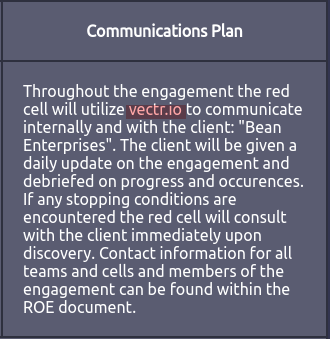 Communications Plan
Throughout the engagement the red
cell will utilize vectr.io to communicate
internally and with the client: "Bean
Enterprises". The client will be given a
daily update on the engagement and
debriefed on progress and occurences.
If any stopping conditions are
encountered the red cell will consult
with the client immediately upon
discovery. Contact information for all
teams and cells and members of the
engagement can be found within the
ROE document.